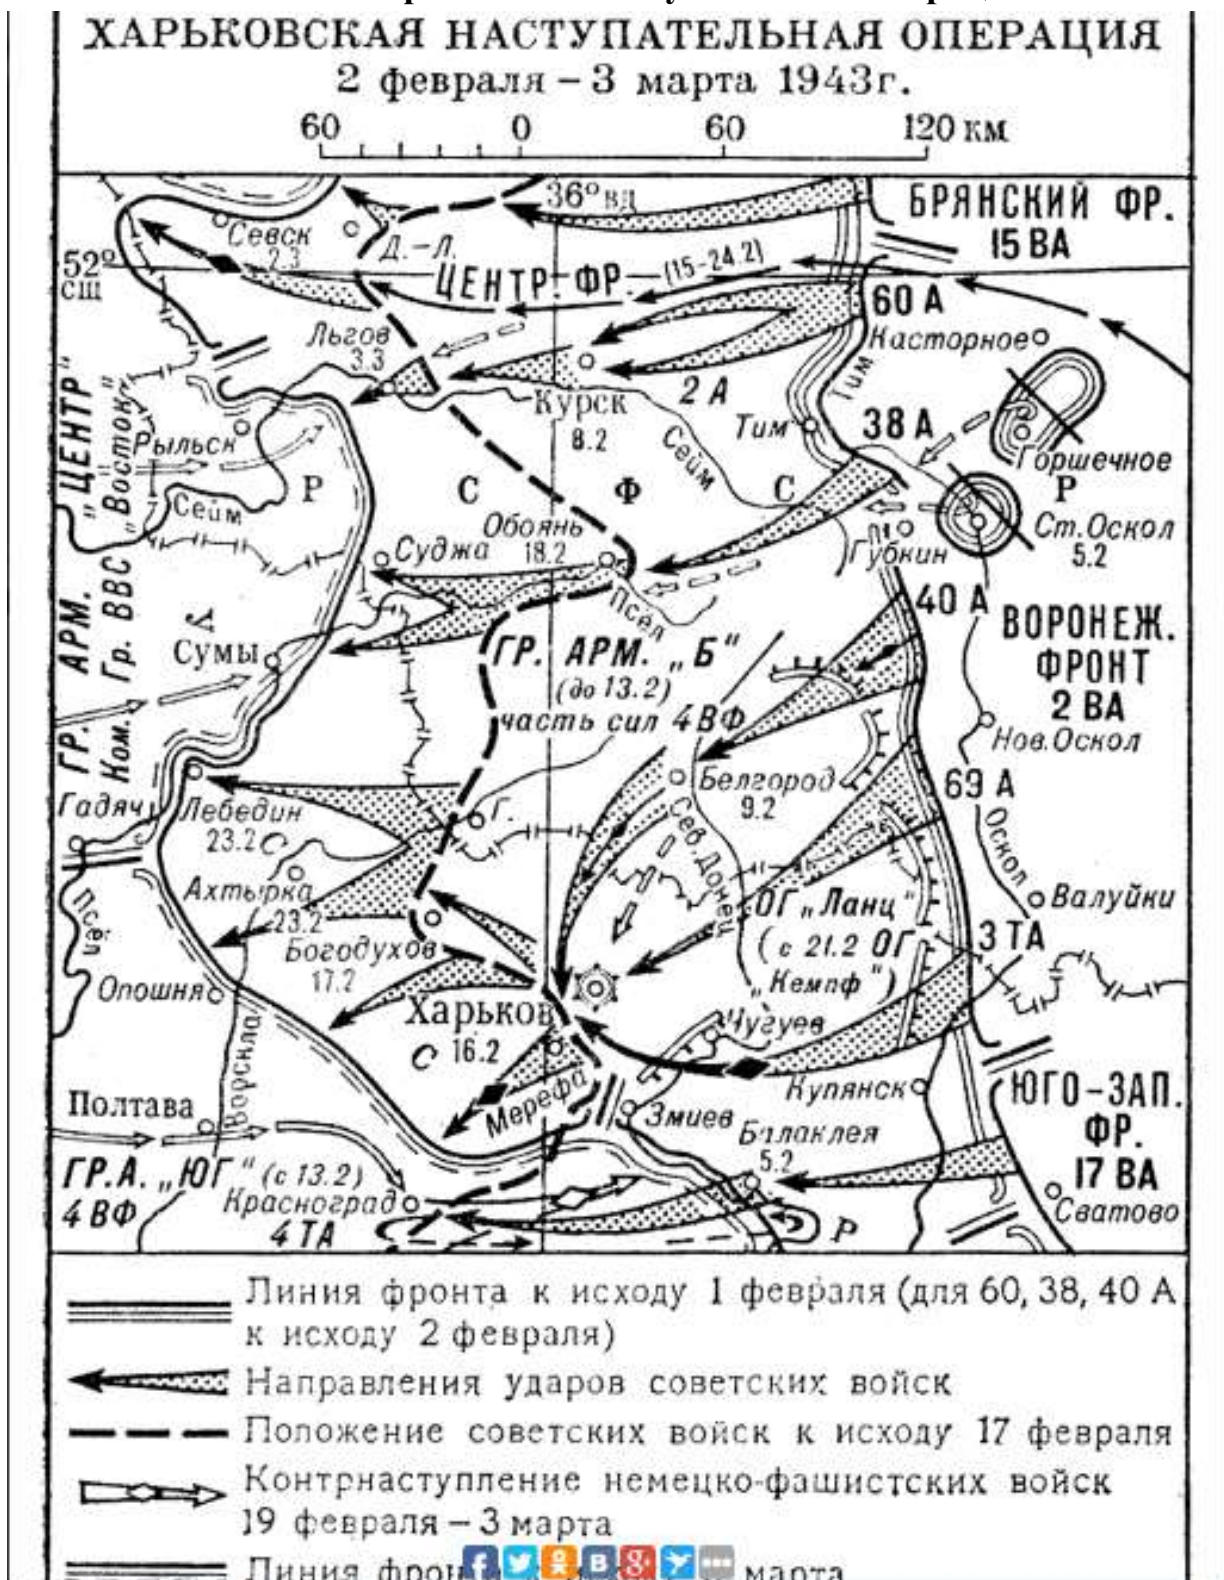 ХАРЬКОВСКАЯ НАСТУПАТЕЛЬНАЯ ОПЕРАЦИЯ
2 февраля – 3 марта 1943г.
60 0 60 120 км
36° вд
БРЯНСКИЙ ФР.
15 ВА
Севск
2.3
Д.-Л.
52°
сш
ЦЕНТР. ФР. (15-24.2)
60 А
Льгов
3.3
Касторное
Курск
8.2
2 А
Тим
Тим
38 А
Сейм
Горшечное
Рыльск
Сейм
Р С Ф С Р
ГР. АРМ. „ЦЕНТР"
Ком. Гр. ВВС „Восток"
Обоянь
18.2
Суджа
Губкин
Ст. Оскол
5.2
Псёл
40 А
ВОРОНЕЖ.
ФРОНТ
2 ВА
Сумы
ГР. АРМ. „Б"
(до 13.2)
часть сил 4 ВФ
Нов. Оскол
Белгород
9.2
69 А
Гадяч
Лебедин
23.2
Г.
Сев. Донец
Оскол
Ахтырка
23.2
Псёл
Богодухов
17.2
ОГ „Ланц"
(с 21.2 ОГ
„Кемпф")
Валуйки
3 ТА
Опошня
Харьков
16.2
С
С
Чугуев
Ворскла
Мерефа
Купянск
ЮГО-ЗАП.
ФР.
17 ВА
Полтава
Змиев
Балаклея
5.2
ГР.А. „ЮГ" (с 13.2)
4 ВФ
Красноград
4 ТА
Р
Сватово
Линия фронта к исходу 1 февраля (для 60, 38, 40 А
к исходу 2 февраля)
Направления ударов советских войск
Положение советских войск к исходу 17 февраля
Контрнаступление немецко-фашистских войск
19 февраля – 3 марта
Линия марта